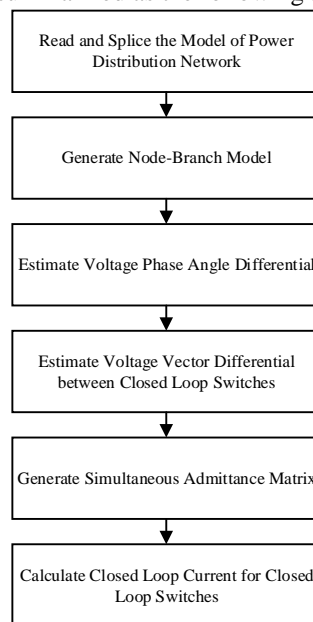 Read and Splice the Model of Power
Distribution Network
Generate Node-Branch Model
Estimate Voltage Phase Angle Differential
Estimate Voltage Vector Differential
between Closed Loop Switches
Generate Simultaneous Admittance Matrix
Calculate Closed Loop Current for Closed
Loop Switches